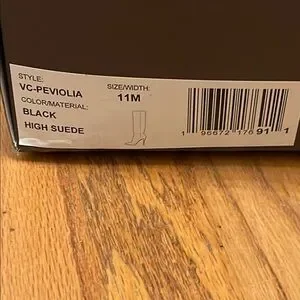 STYLE:
VC-PEVIOLIA
COLOR/MATERIAL:
BLACK
HIGH SUEDE
SIZE/WIDTH:
11M
1 96672 17691 1